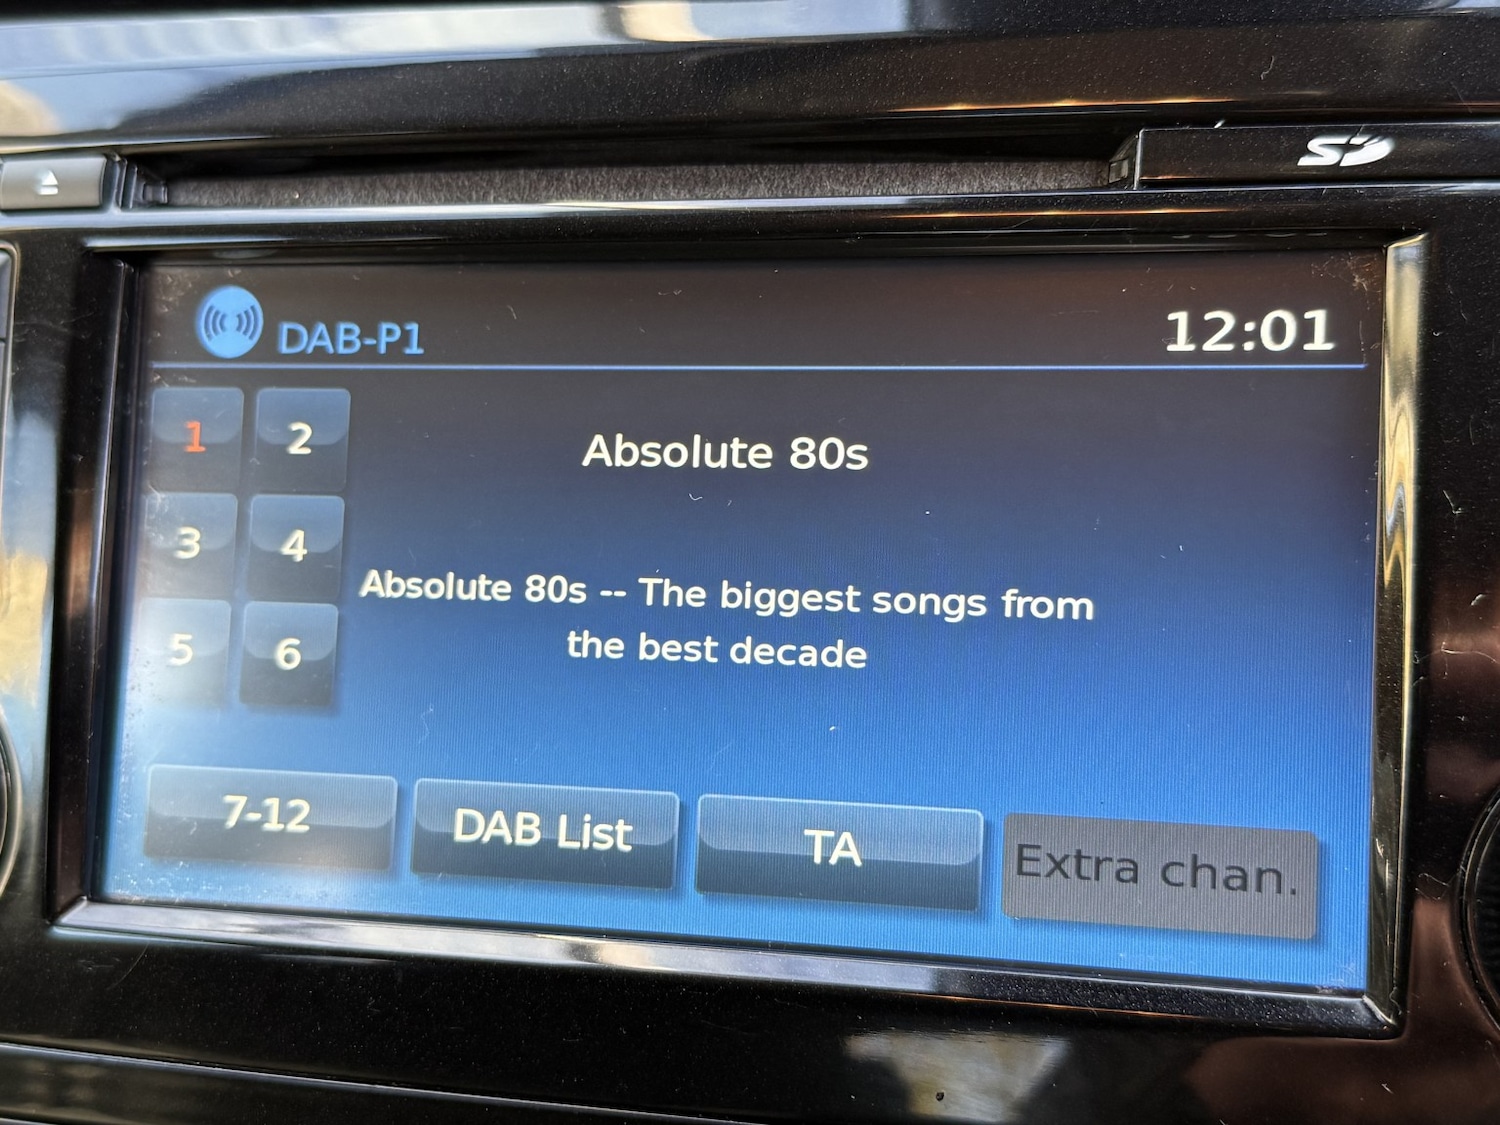 SD
DAB-P1
12:01
1 2
3 4
5 6
Absolute 80s
Absolute 80s -- The biggest songs from
the best decade
7-12
DAB List
TA
Extra chan.